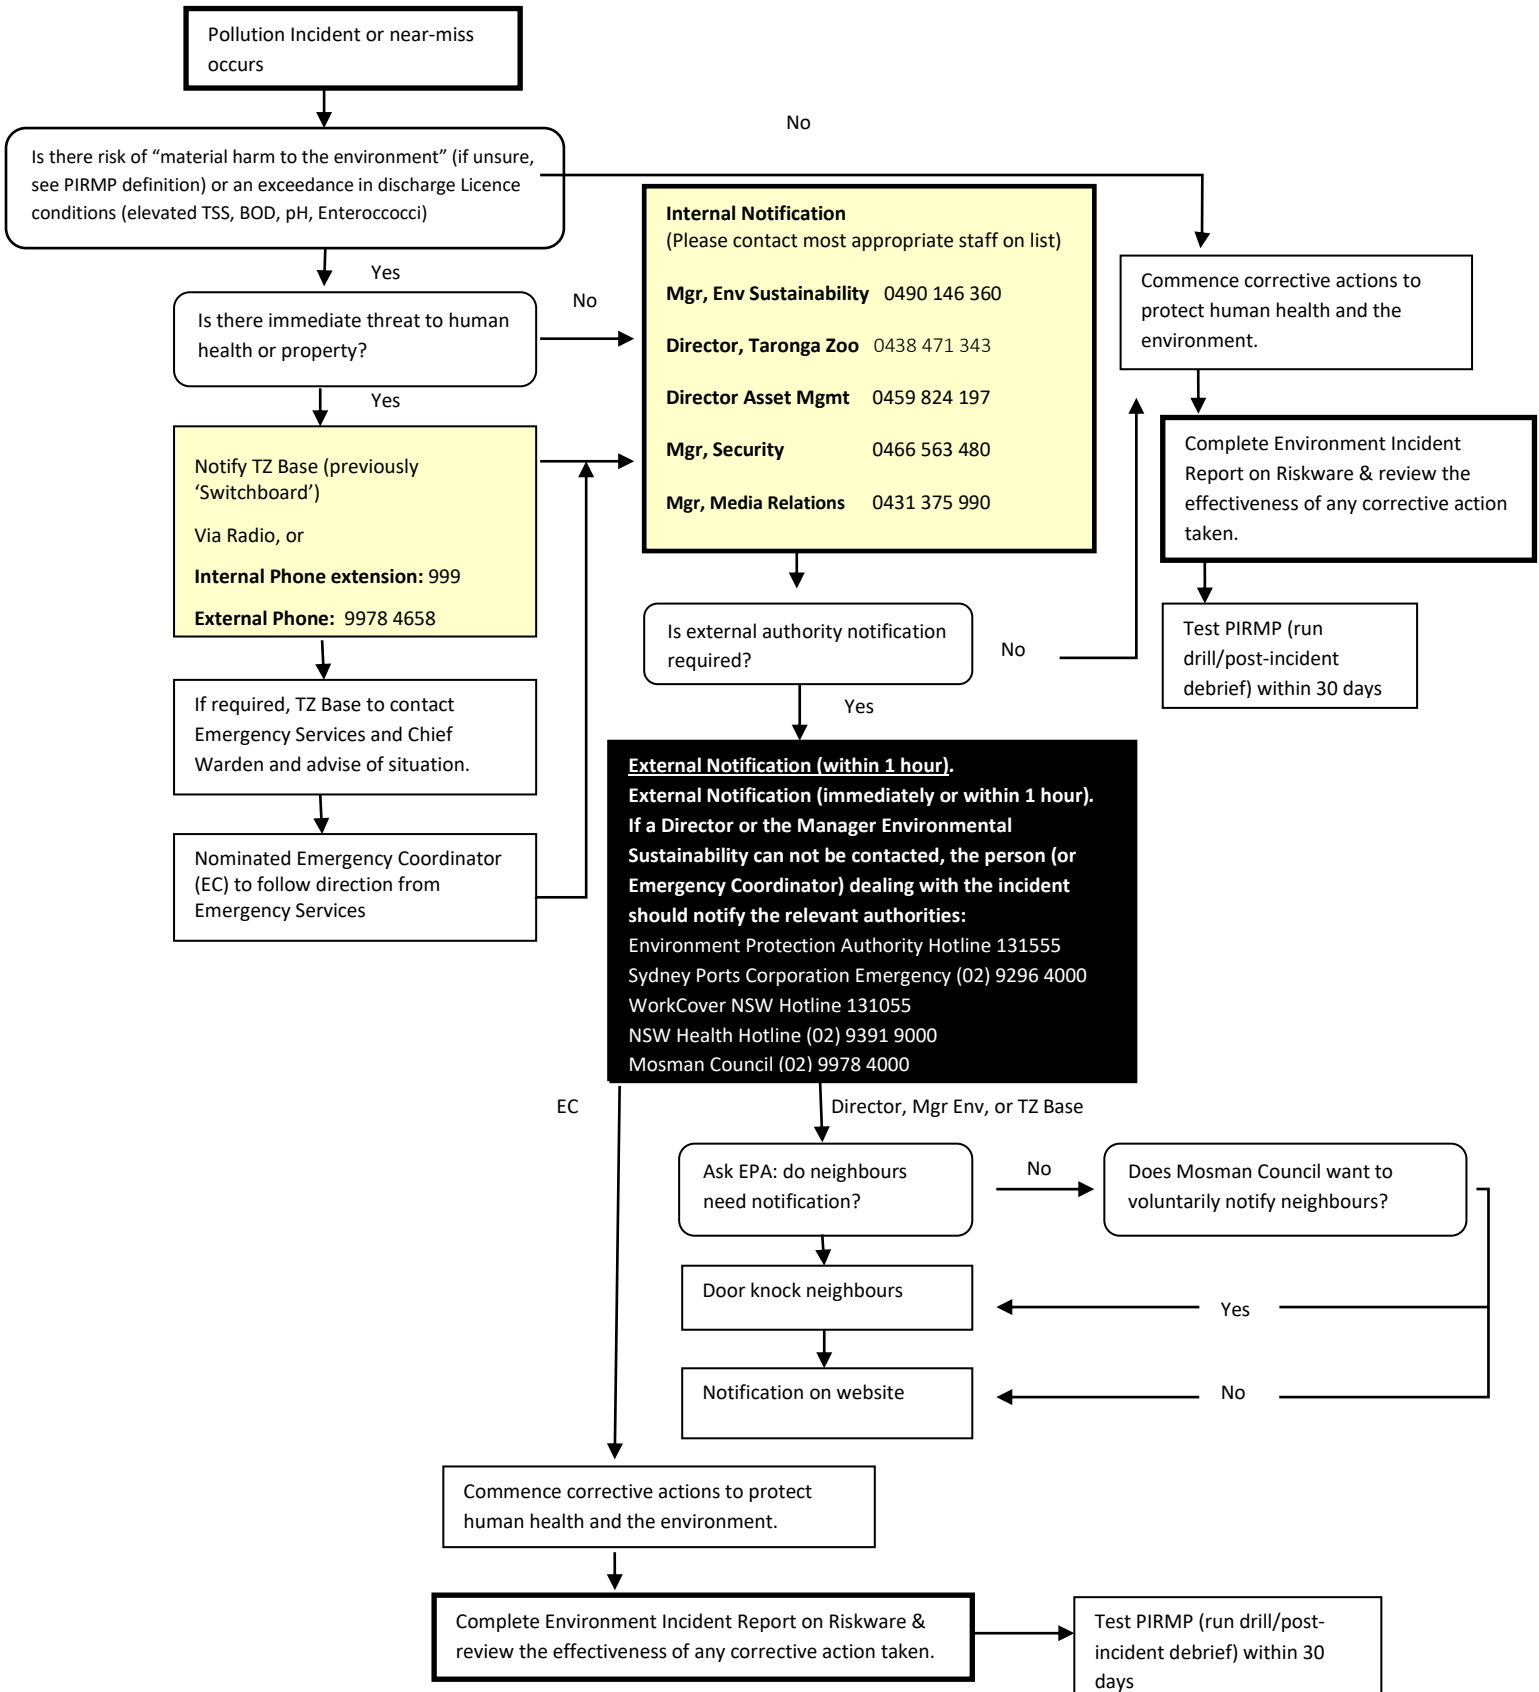 Pollution Incident or near-miss
occurs
No
Is there risk of “material harm to the environment” (if unsure,
see PIRMP definition) or an exceedance in discharge Licence
conditions (elevated TSS, BOD, pH, Enteroccocci)
Yes
Is there immediate threat to human
health or property?
No
Yes
Notify TZ Base (previously
‘Switchboard’)
Via Radio, or
Internal Phone extension: 999
External Phone: 9978 4658
If required, TZ Base to contact
Emergency Services and Chief
Warden and advise of situation.
Nominated Emergency Coordinator
(EC) to follow direction from
Emergency Services
Internal Notification
(Please contact most appropriate staff on list)
Mgr, Env Sustainability 0490 146 360
Director, Taronga Zoo 0438 471 343
Director Asset Mgmt 0459 824 197
Mgr, Security 0466 563 480
Mgr, Media Relations 0431 375 990
Is external authority notification
required?
No
Yes
Commence corrective actions to
protect human health and the
environment.
Complete Environment Incident
Report on Riskware & review the
effectiveness of any corrective action
taken.
Test PIRMP (run
drill/post-incident
debrief) within 30 days
External Notification (within 1 hour).
External Notification (immediately or within 1 hour).
If a Director or the Manager Environmental
Sustainability can not be contacted, the person (or
Emergency Coordinator) dealing with the incident
should notify the relevant authorities:
Environment Protection Authority Hotline 131555
Sydney Ports Corporation Emergency (02) 9296 4000
WorkCover NSW Hotline 131055
NSW Health Hotline (02) 9391 9000
Mosman Council (02) 9978 4000
EC
Director, Mgr Env, or TZ Base
Ask EPA: do neighbours
need notification?
No
Does Mosman Council want to
voluntarily notify neighbours?
Door knock neighbours
Yes
Notification on website
No
Commence corrective actions to protect
human health and the environment.
Complete Environment Incident Report on Riskware &
review the effectiveness of any corrective action taken.
Test PIRMP (run drill/post-
incident debrief) within 30
days